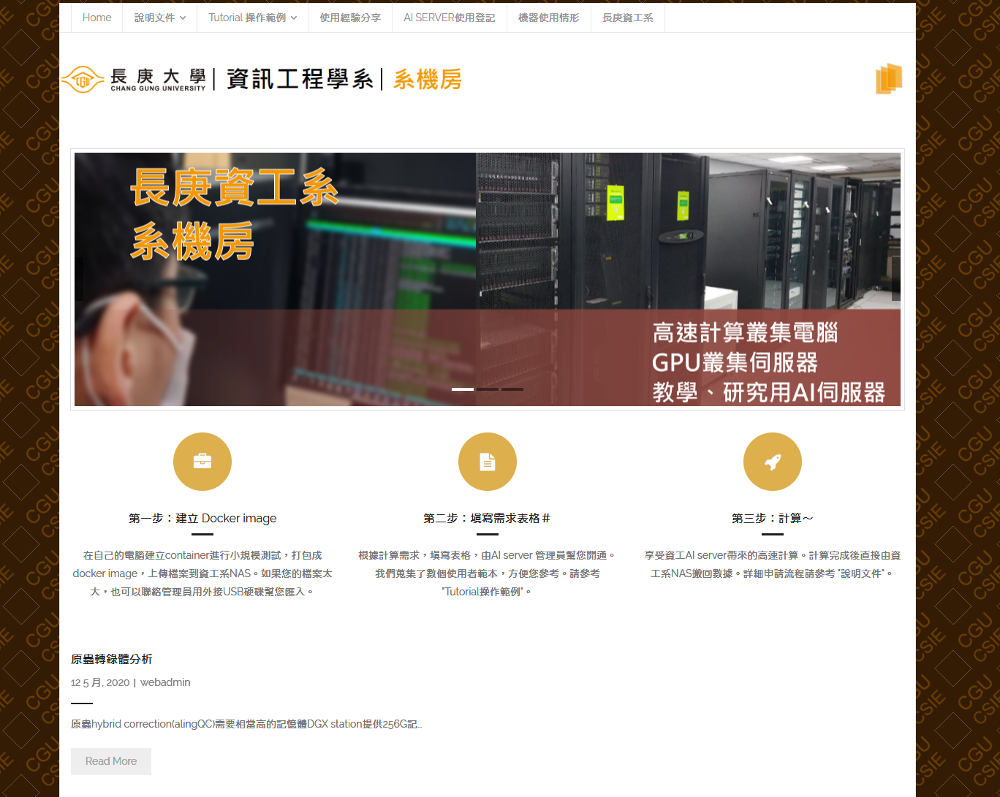 Home 說明文件 Tutorial 操作範例 使用經驗分享 AI SERVER使用登記 機器使用情形 長庚資工系
長庚大學 | 資訊工程學系 | 系機房
CHANG GUNG UNIVERSITY
CGU
長庚資工系
系機房
高速計算叢集電腦
GPU叢集伺服器
教學、研究用AI伺服器
第一步：建立 Docker image
在自己的電腦建立container進行小規模測試，打包成
docker image，上傳檔案到資工系NAS。如果您的檔案太
大，也可以聯絡管理員用外接USB硬碟幫您匯入。
第二步：填寫需求表格＃
根據計算需求，填寫表格，由AI server 管理員幫您開通。
我們蒐集了數個使用者範本，方便您參考。請參考
"Tutorial操作範例"。
第三步：計算～
享受資工AI server帶來的高速計算。計算完成後直接由資
工系NAS搬回數據。詳細申請流程請參考 "說明文件"。
原蟲轉錄體分析
12 5 月, 2020 | webadmin
原蟲hybrid correction(alingQC)需要相當高的記憶體DGX station提供256G記...
Read More
CGU
CSIE